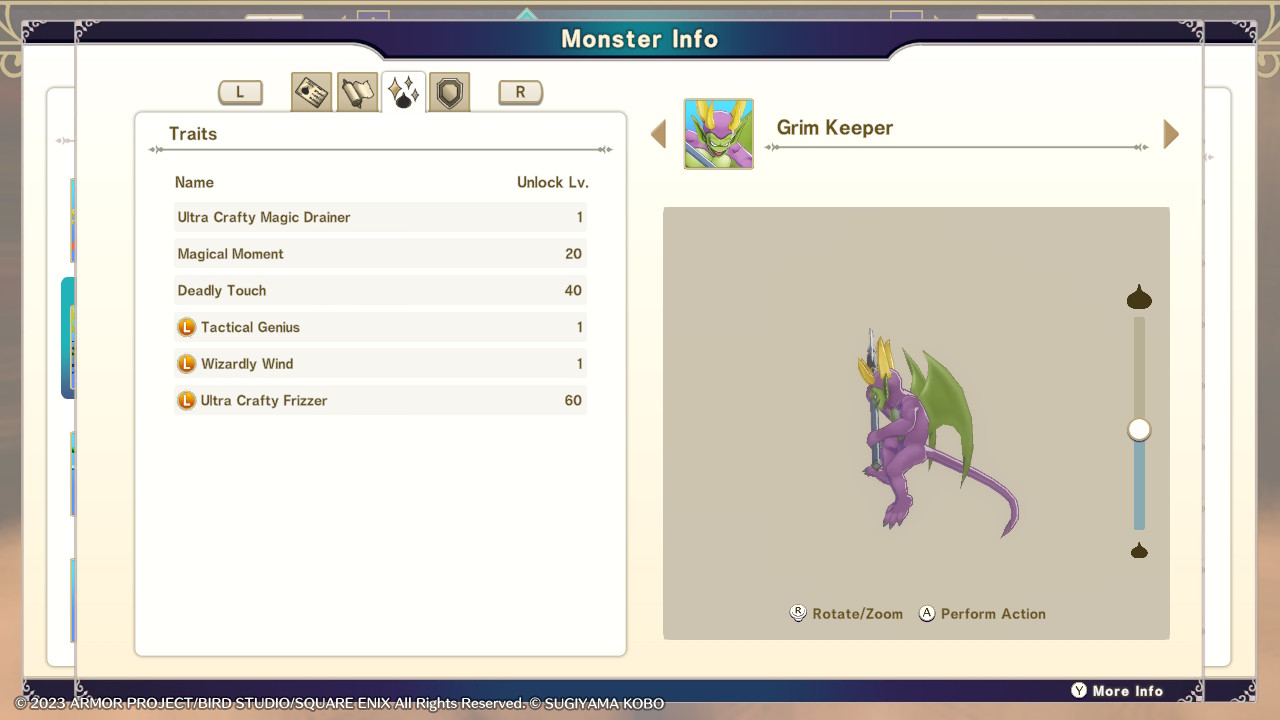 Monster Info
L
R
Traits
Name Unlock Lv.
Ultra Crafty Magic Drainer 1
Magical Moment 20
Deadly Touch 40
L Tactical Genius 1
L Wizardly Wind 1
L Ultra Crafty Frizzer 60
Grim Keeper
R Rotate/Zoom A Perform Action
Y More Info
© 2023 ARMOR PROJECT/BIRD STUDIO/SQUARE ENIX All Rights Reserved. © SUGIYAMA KOBO